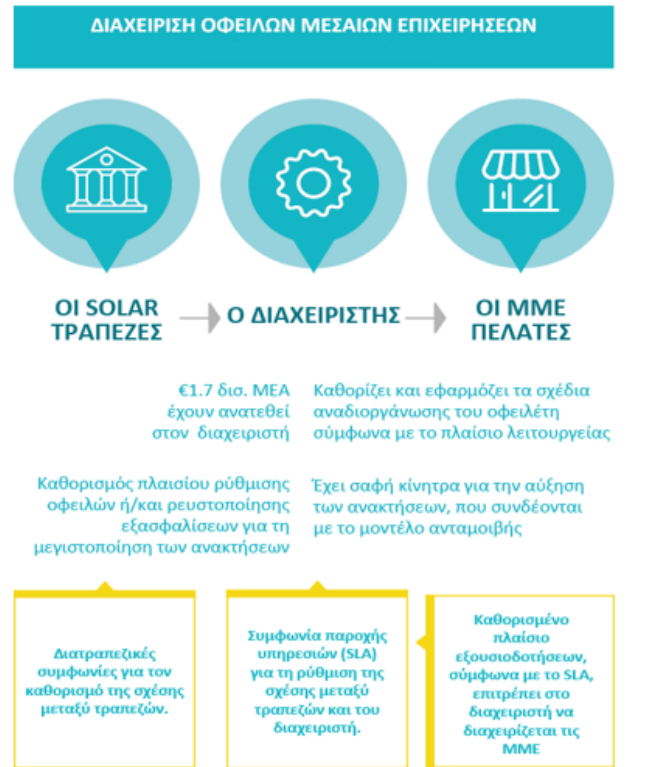 ΔΙΑΧΕΙΡΙΣΗ ΟΦΕΙΛΩΝ ΜΕΣΑΙΩΝ ΕΠΙΧΕΙΡΗΣΕΩΝ
ΟΙ SOLAR
ΤΡΑΠΕΖΕΣ
Ο ΔΙΑΧΕΙΡΙΣΤΗΣ
ΟΙ ΜΜΕ
ΠΕΛΑΤΕΣ
€1.7 δισ. ΜΕΑ
έχουν ανατεθεί
στον διαχειριστή
Καθορίζει και εφαρμόζει τα σχέδια
αναδιοργάνωσης του οφειλέτη
σύμφωνα με το πλαίσιο λειτουργείας
Καθορισμός πλαισίου ρύθμισης
οφειλών ή/και ρευστοποίησης
εξασφαλίσεων για τη
μεγιστοποίηση των ανακτήσεων
Έχει σαφή κίνητρα για την αύξηση
των ανακτήσεων, που συνδέονται
με το μοντέλο ανταμοιβής
Διατραπεζικές
συμφωνίες για τον
καθορισμό της σχέσης
μεταξύ τραπεζών.
Συμφωνία παροχής
υπηρεσιών (SLA)
για τη ρύθμιση της
σχέσης μεταξύ
τραπεζών και του
διαχειριστή.
Καθορισμένο
πλαίσιο
εξουσιοδοτήσεων,
σύμφωνα με το SLA,
επιτρέπει στο
διαχειριστή να
διαχειρίζεται τις
ΜΜΕ